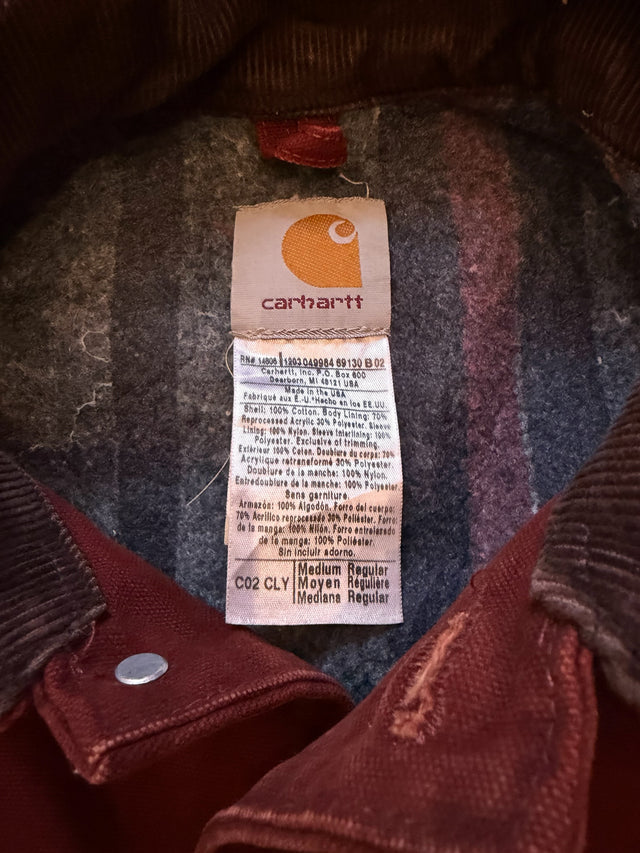 carhartt
RN# 14806 1203 049984 69130 B 02
Carhartt, Inc. P.O. Box 600
Dearborn, MI 48121 USA
Made in the USA
Fabriqué aux É.-U.*Hecho en los EE.UU.
Shell: 100% Cotton. Body Lining: 70%
Reprocessed Acrylic 30% Polyester. Sleeve
Lining: 100% Nylon. Sleeve Interlining: 100%
Polyester. Exclusive of trimming.
Extérieur 100% Coton. Doublure du corps: 70%
Acrylique retransformé 30% Polyester.
Doublure de la manche: 100% Nylon.
Entredoublure de la manche: 100% Polyester
Sans garniture.
Armazón: 100% Algodón. Forro del cuerpo:
70% Acrílico reprocesado 30% Poliéster. Forro
de la manga: 100% Nilón. Forro entrelazado
de la manga: 100% Poliéster
Sin incluir adorno.
C02 CLY Medium Regular
Moyen Régulière
Mediana Regular